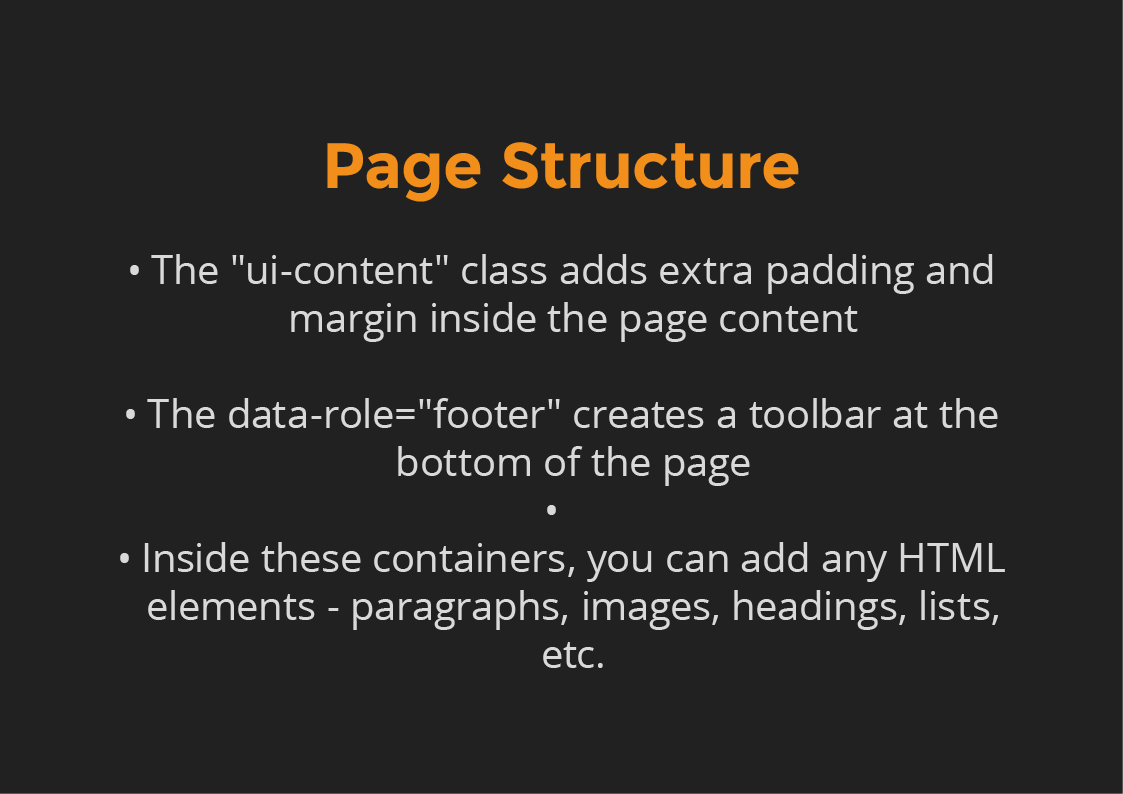 Page Structure
• The "ui-content" class adds extra padding and
margin inside the page content
• The data-role="footer" creates a toolbar at the
bottom of the page
•
• Inside these containers, you can add any HTML
elements - paragraphs, images, headings, lists,
etc.